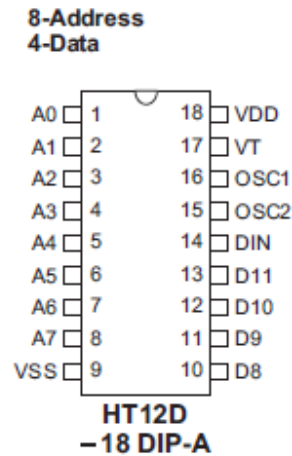 8-Address
4-Data
A0 1 18 VDD
A1 2 17 VT
A2 3 16 OSC1
A3 4 15 OSC2
A4 5 14 DIN
A5 6 13 D11
A6 7 12 D10
A7 8 11 D9
VSS 9 10 D8
HT12D
– 18 DIP-A